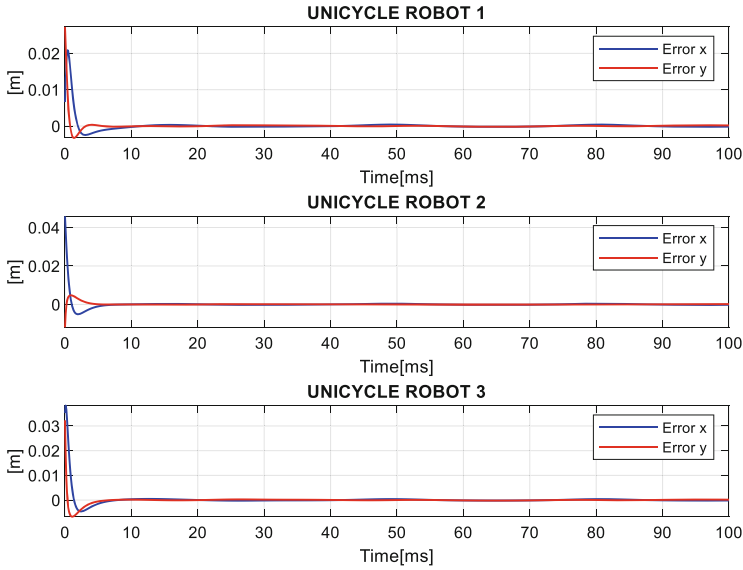 UNICYCLE ROBOT 1
0.02
0.01
0
[m]
Error x
Error y
0 10 20 30 40 50 60 70 80 90 100
Time[ms]
UNICYCLE ROBOT 2
0.04
0.02
0
[m]
Error x
Error y
0 10 20 30 40 50 60 70 80 90 100
Time[ms]
UNICYCLE ROBOT 3
0.03
0.02
0.01
0
[m]
Error x
Error y
0 10 20 30 40 50 60 70 80 90 100
Time[ms]